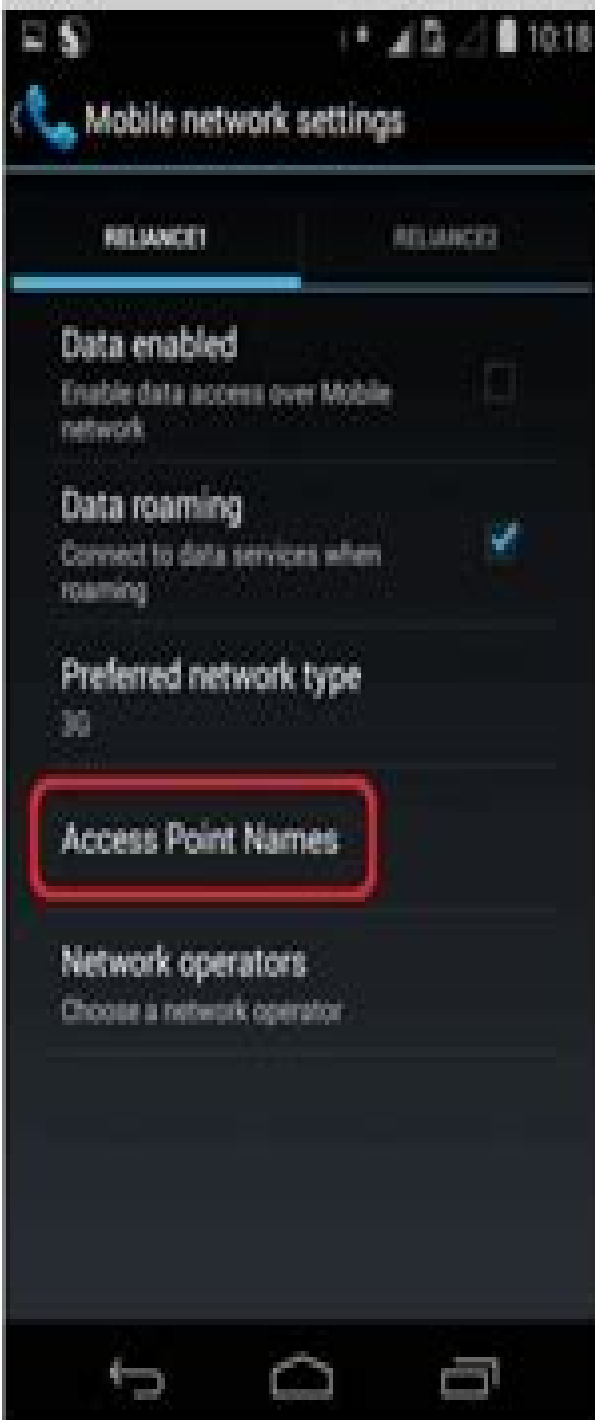 10:18
Mobile network settings
RELIANCE1 RELIANCE2
Data enabled
Enable data access over Mobile
network
Data roaming
Connect to data services when
roaming
Preferred network type
3G
Access Point Names
Network operators
Choose a network operator